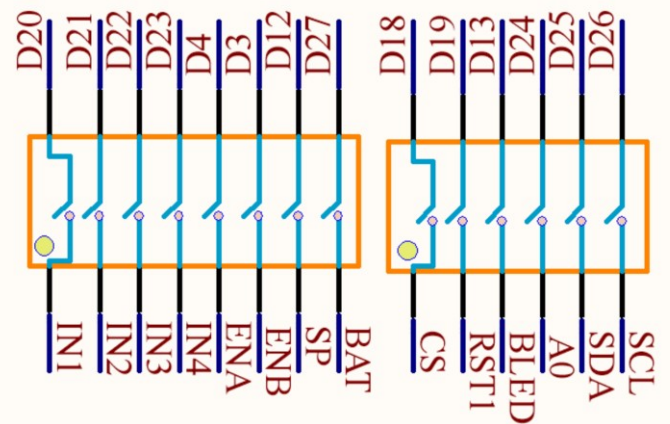 D20 D21 D22 D23 D4 D3 D12 D27
IN1 IN2 IN3 IN4 ENA ENB SP BAT
D18 D19 D13 D24 D25 D26
CS RST1 BLED A0 SDA SCL